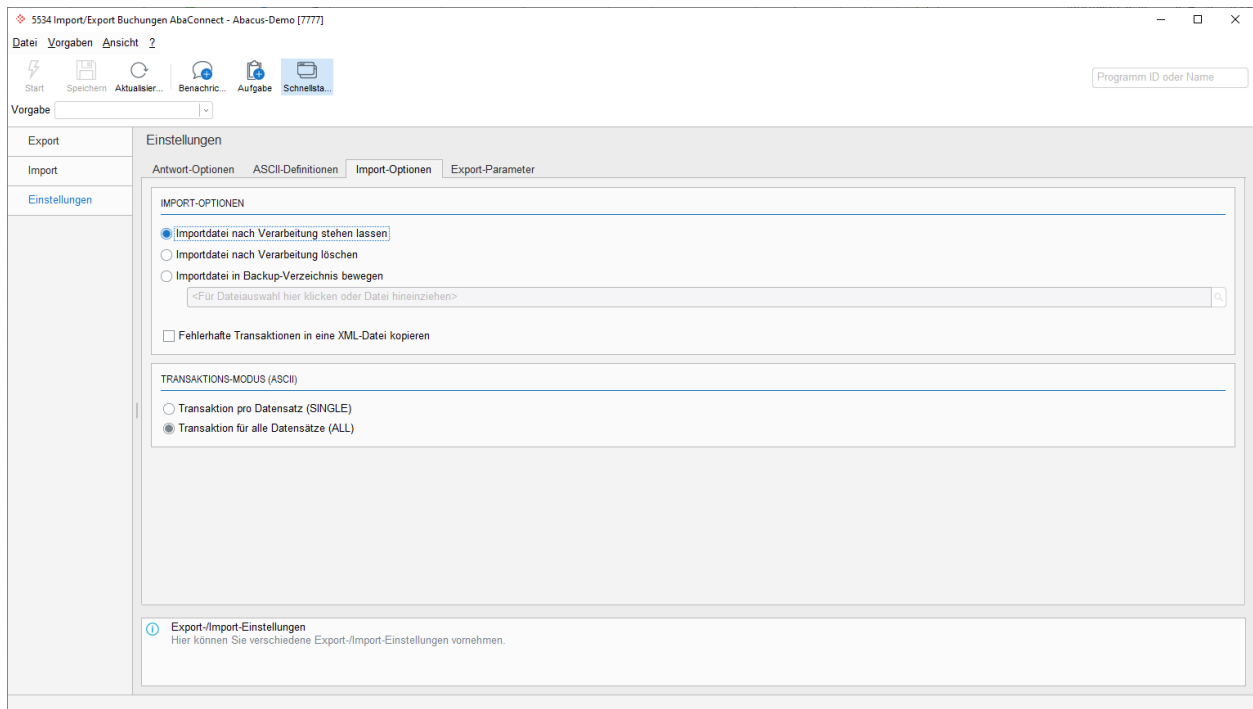 5534 Import/Export Buchungen AbaConnect - Abacus-Demo [7777]
Datei Vorgaben Ansicht ?
Start Speichern Aktualisier... Benachric... Aufgabe Schnellsta...
Programm ID oder Name
Vorgabe
Export
Import
Einstellungen
Einstellungen
Antwort-Optionen ASCII-Definitionen Import-Optionen Export-Parameter
IMPORT-OPTIONEN
Importdatei nach Verarbeitung stehen lassen
Importdatei nach Verarbeitung löschen
Importdatei in Backup-Verzeichnis bewegen
<Für Dateiauswahl hier klicken oder Datei hineinziehen>
Fehlerhafte Transaktionen in eine XML-Datei kopieren
TRANSAKTIONS-MODUS (ASCII)
Transaktion pro Datensatz (SINGLE)
Transaktion für alle Datensätze (ALL)
Export-/Import-Einstellungen
Hier können Sie verschiedene Export-/Import-Einstellungen vornehmen.